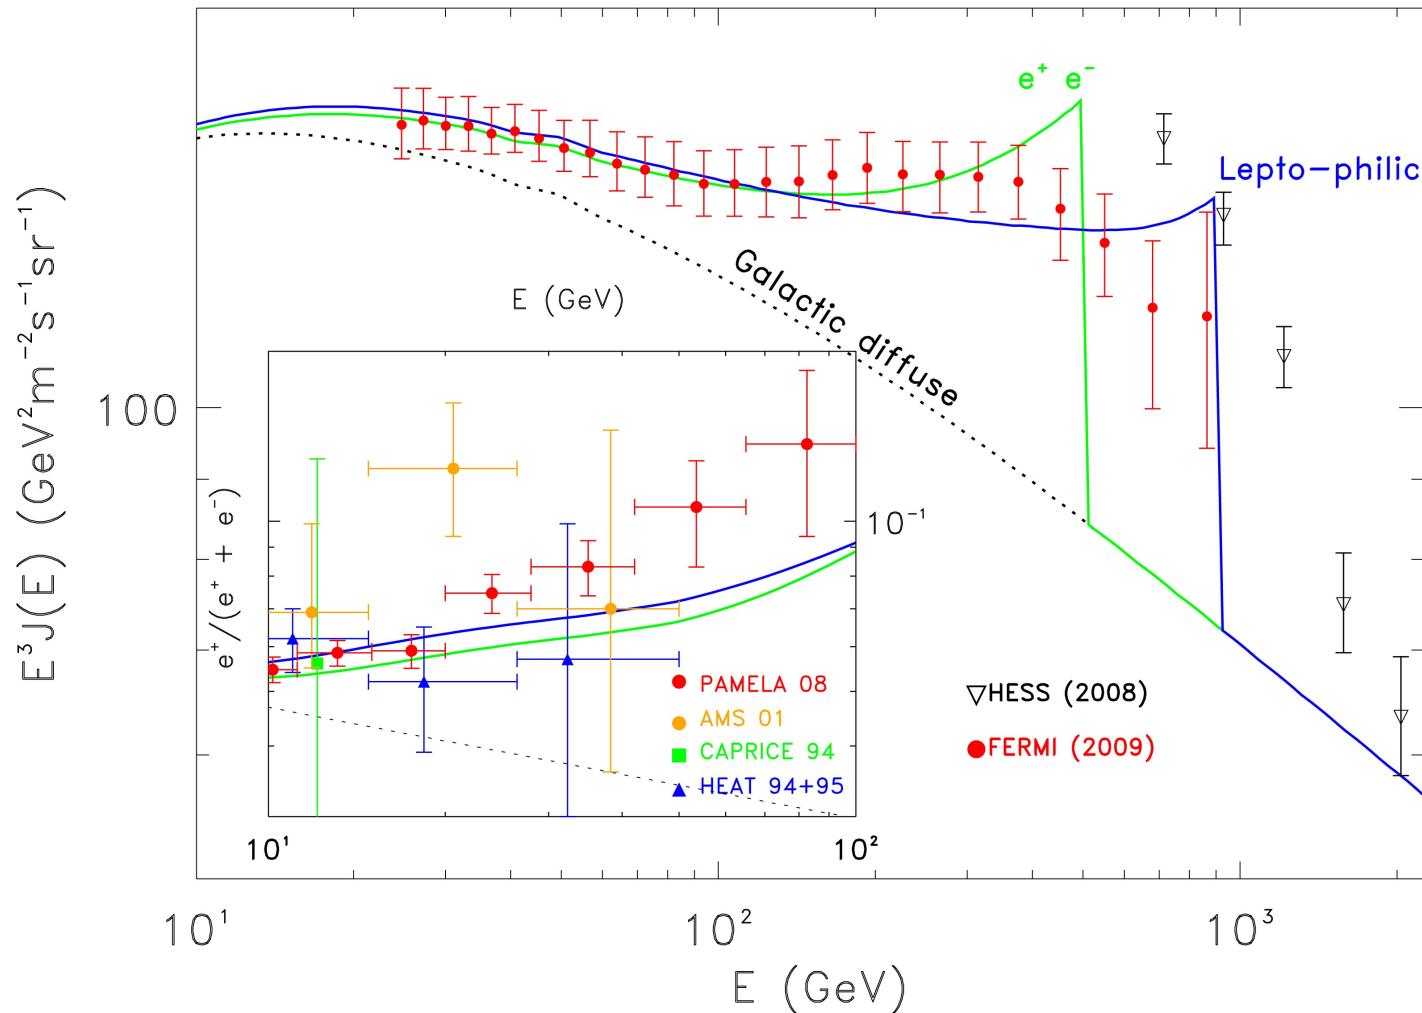 e⁺ e⁻
Lepto-philic
Galactic diffuse
E (GeV)
E³J(E) (GeV²m⁻²s⁻¹sr⁻¹)
100
10⁻¹
e⁺/(e⁺ + e⁻)
PAMELA 08
AMS 01
CAPRICE 94
HEAT 94+95
HESS (2008)
FERMI (2009)
10¹ 10²
10¹ 10² 10³
E (GeV)